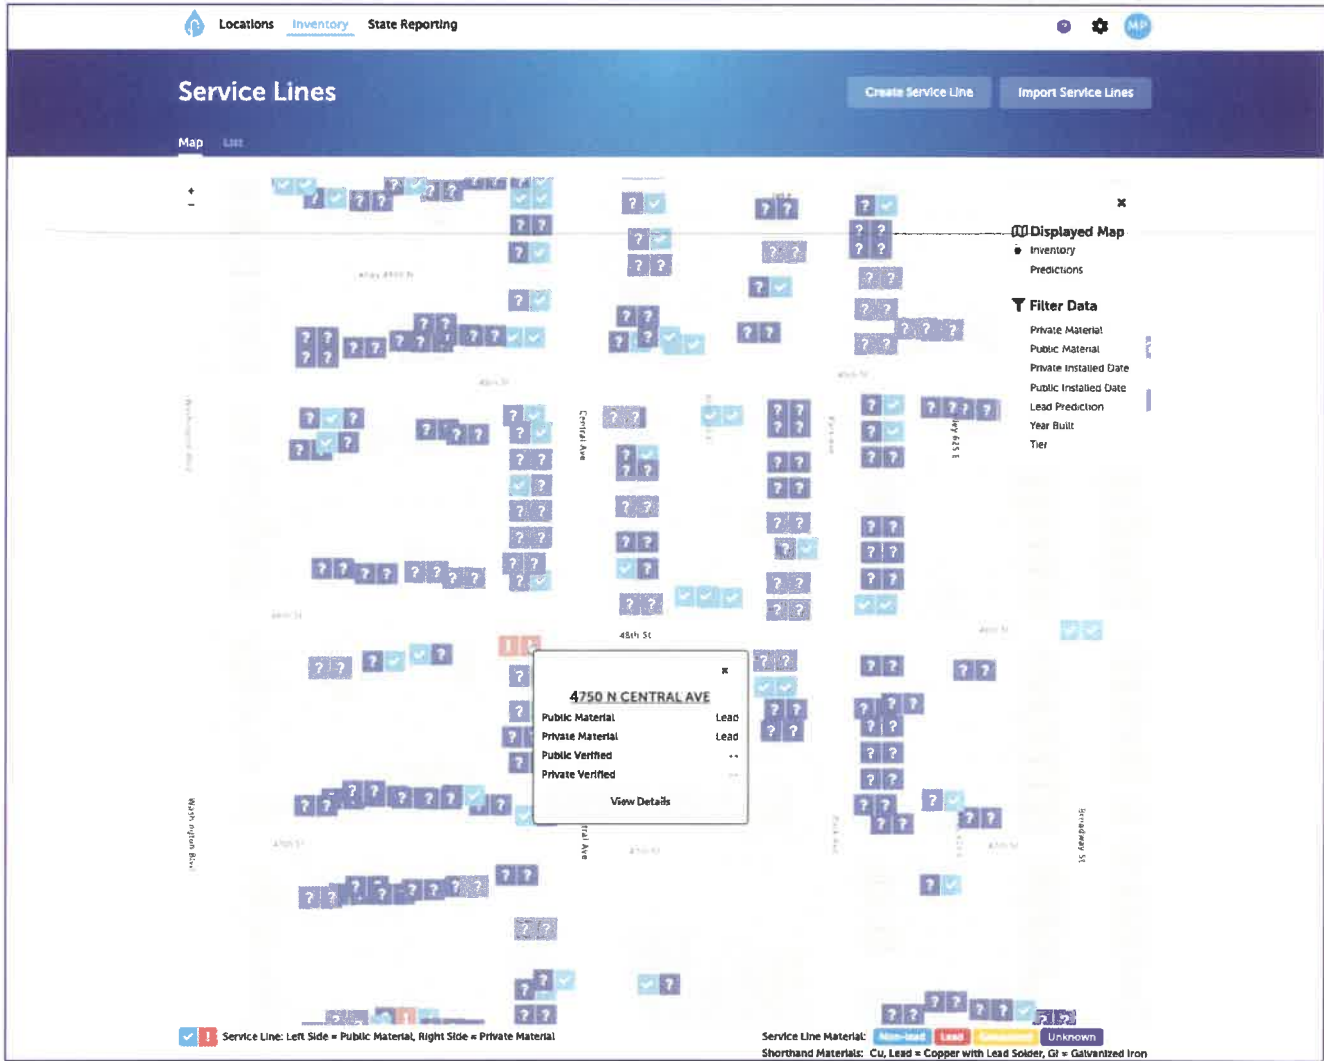 Locations Inventory State Reporting
? MP
Service Lines
Create Service Line Import Service Lines
Map List
+
−
Displayed Map
Inventory
Predictions
Filter Data
Private Material
Public Material
Private Installed Date
Public Installed Date
Lead Prediction
Year Built
Tier
Central Ave
48th St
4750 N CENTRAL AVE
Public Material Lead
Private Material Lead
Public Verified --
Private Verified --
View Details
Washington Blvd
Broadway St
Service Line: Left Side = Public Material, Right Side = Private Material
Service Line Material: Non-lead Lead Unknown
Shorthand Materials: Cu, Lead = Copper with Lead Solder, GI = Galvanized Iron